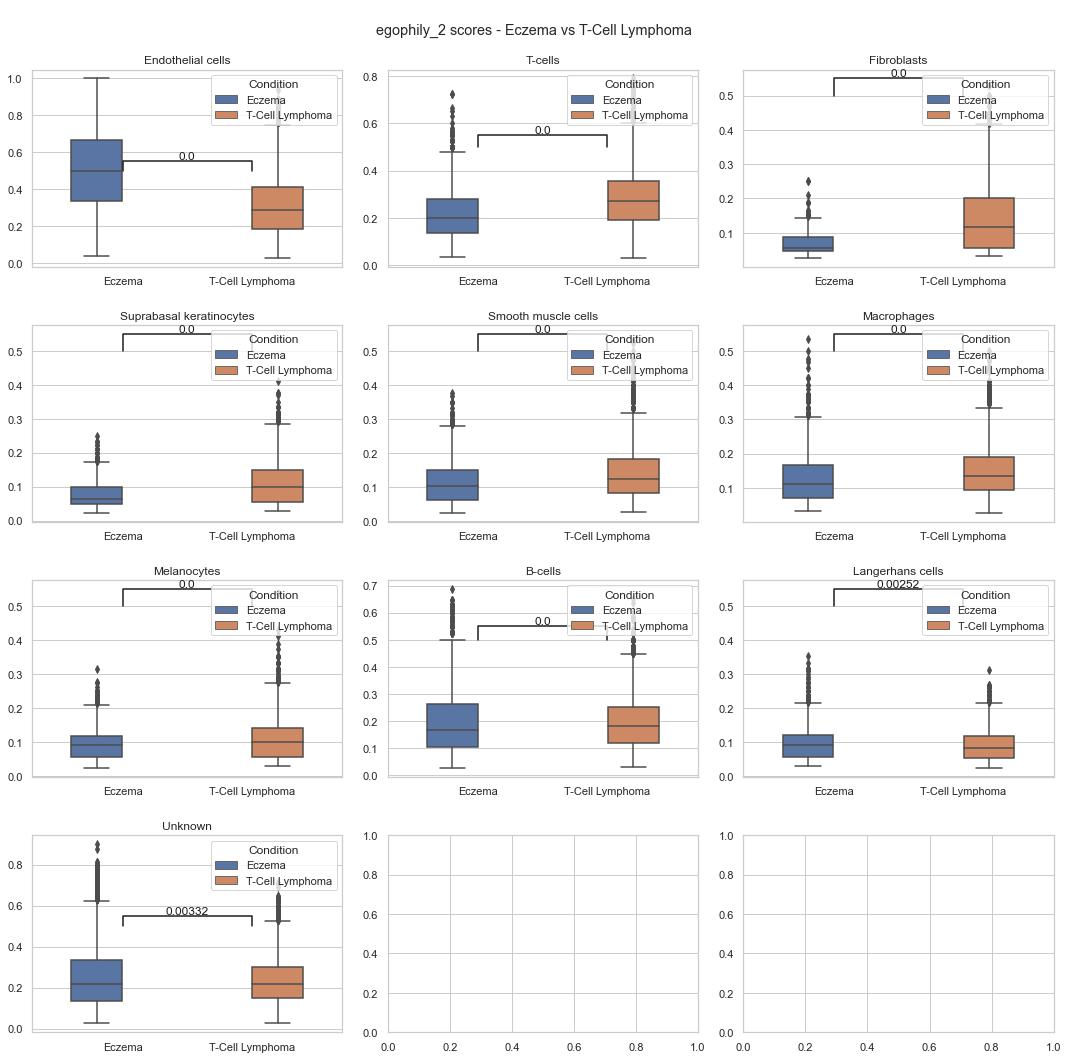 egophily_2 scores - Eczema vs T-Cell Lymphoma
Endothelial cells
1.0
0.8
0.6
0.4
0.2
0.0
0.0
Condition
Eczema
T-Cell Lymphoma
Eczema T-Cell Lymphoma
T-cells
0.8
0.6
0.4
0.2
0.0
0.0
Condition
Eczema
T-Cell Lymphoma
Eczema T-Cell Lymphoma
Fibroblasts
0.5
0.4
0.3
0.2
0.1
0.0
Condition
Eczema
T-Cell Lymphoma
Eczema T-Cell Lymphoma
Suprabasal keratinocytes
0.5
0.4
0.3
0.2
0.1
0.0
0.0
Condition
Eczema
T-Cell Lymphoma
Eczema T-Cell Lymphoma
Smooth muscle cells
0.5
0.4
0.3
0.2
0.1
0.0
0.0
Condition
Eczema
T-Cell Lymphoma
Eczema T-Cell Lymphoma
Macrophages
0.5
0.4
0.3
0.2
0.1
0.0
Condition
Eczema
T-Cell Lymphoma
Eczema T-Cell Lymphoma
Melanocytes
0.5
0.4
0.3
0.2
0.1
0.0
0.0
Condition
Eczema
T-Cell Lymphoma
Eczema T-Cell Lymphoma
B-cells
0.7
0.6
0.5
0.4
0.3
0.2
0.1
0.0
0.0
Condition
Eczema
T-Cell Lymphoma
Eczema T-Cell Lymphoma
Langerhans cells
0.5
0.4
0.3
0.2
0.1
0.0
0.00252
Condition
Eczema
T-Cell Lymphoma
Eczema T-Cell Lymphoma
Unknown
0.8
0.6
0.4
0.2
0.0
0.00332
Condition
Eczema
T-Cell Lymphoma
Eczema T-Cell Lymphoma
1.0
0.8
0.6
0.4
0.2
0.0
0.0 0.2 0.4 0.6 0.8 1.0
1.0
0.8
0.6
0.4
0.2
0.0
0.0 0.2 0.4 0.6 0.8 1.0